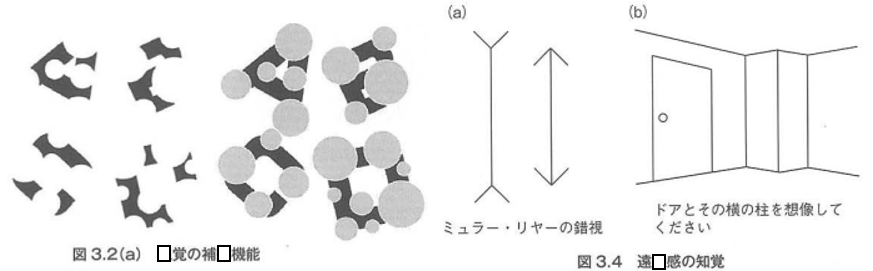 (a)
(b)
ミュラー・リヤーの錯視
ドアとその横の柱を想像して
ください
図 3.2(a) 覚の補 機能
図 3.4 遠 感の知覚